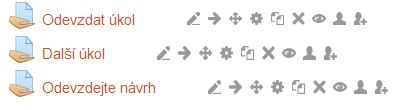 Odevzdat úkol
Další úkol
Odevzdejte návrh